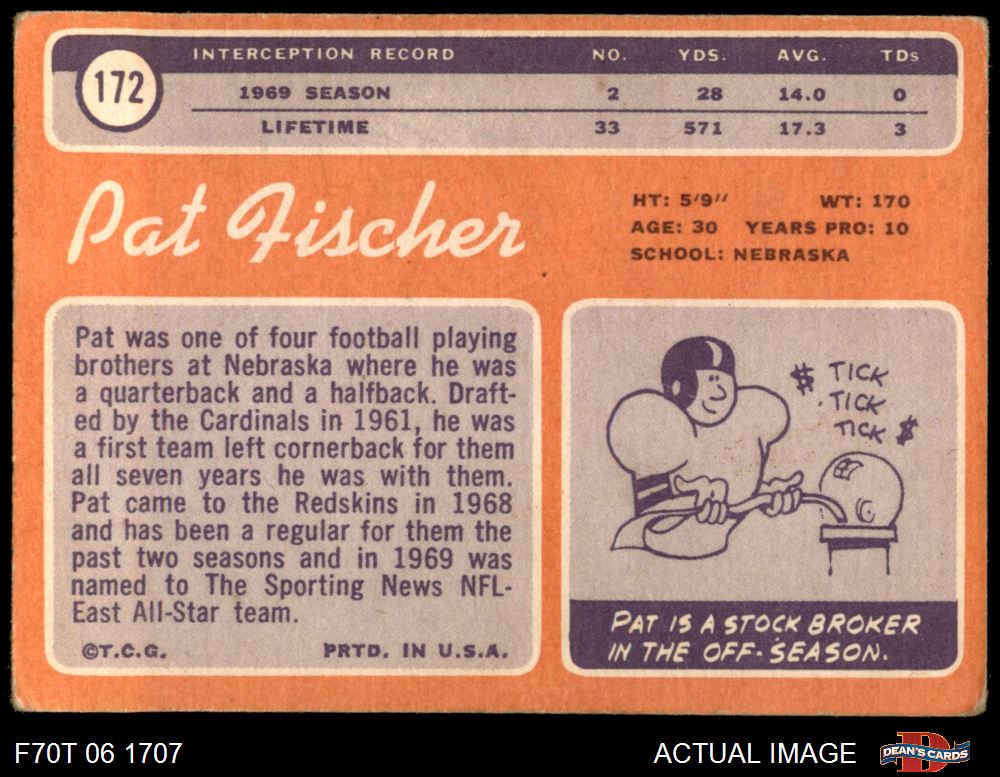 172
INTERCEPTION RECORD NO. YDS. AVG. TDs
1969 SEASON 2 28 14.0 0
LIFETIME 33 571 17.3 3
Pat Fischer
HT: 5'9" WT: 170
AGE: 30 YEARS PRO: 10
SCHOOL: NEBRASKA
Pat was one of four football playing
brothers at Nebraska where he was
a quarterback and a halfback. Draft-
ed by the Cardinals in 1961, he was
a first team left cornerback for them
all seven years he was with them.
Pat came to the Redskins in 1968
and has been a regular for them the
past two seasons and in 1969 was
named to The Sporting News NFL-
East All-Star team.
©T.C.G. PRTD. IN U.S.A.
$ TICK
TICK
TICK $
PAT IS A STOCK BROKER
IN THE OFF-SEASON.
F70T 06 1707
ACTUAL IMAGE
DEAN'S CARDS